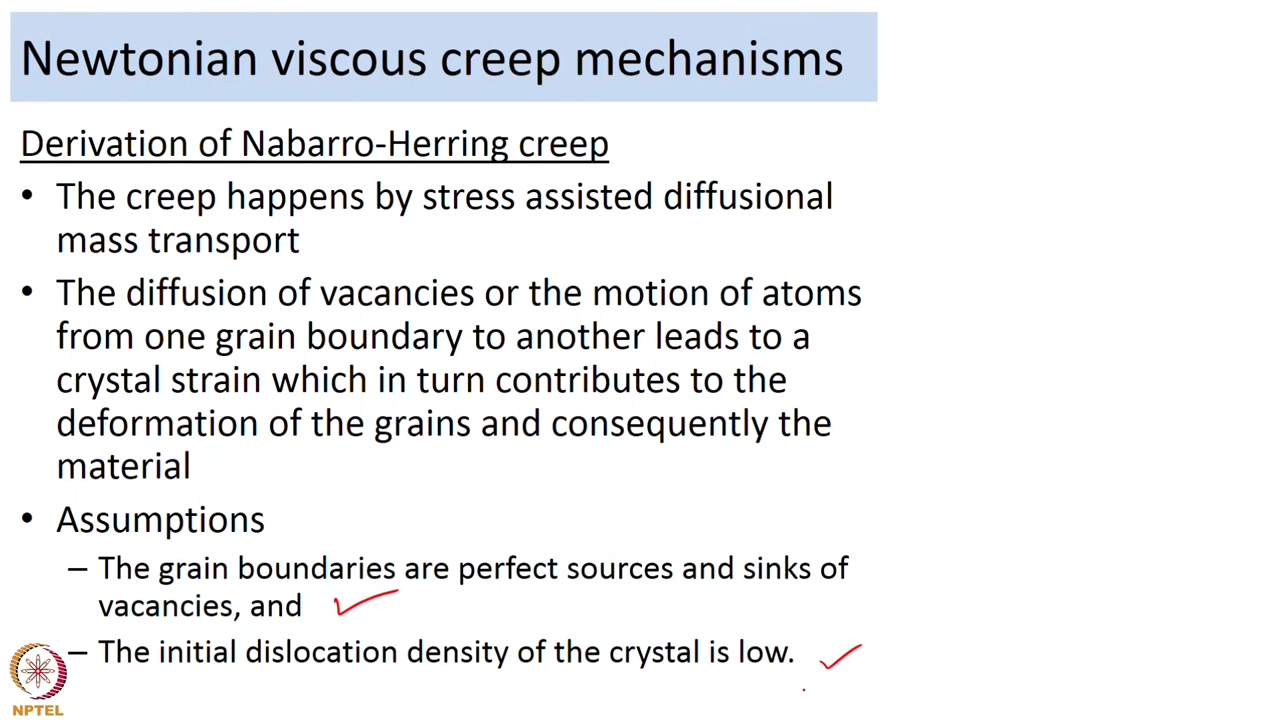 Newtonian viscous creep mechanisms
Derivation of Nabarro-Herring creep
• The creep happens by stress assisted diffusional
mass transport
• The diffusion of vacancies or the motion of atoms
from one grain boundary to another leads to a
crystal strain which in turn contributes to the
deformation of the grains and consequently the
material
• Assumptions
– The grain boundaries are perfect sources and sinks of
vacancies, and
– The initial dislocation density of the crystal is low.
NPTEL